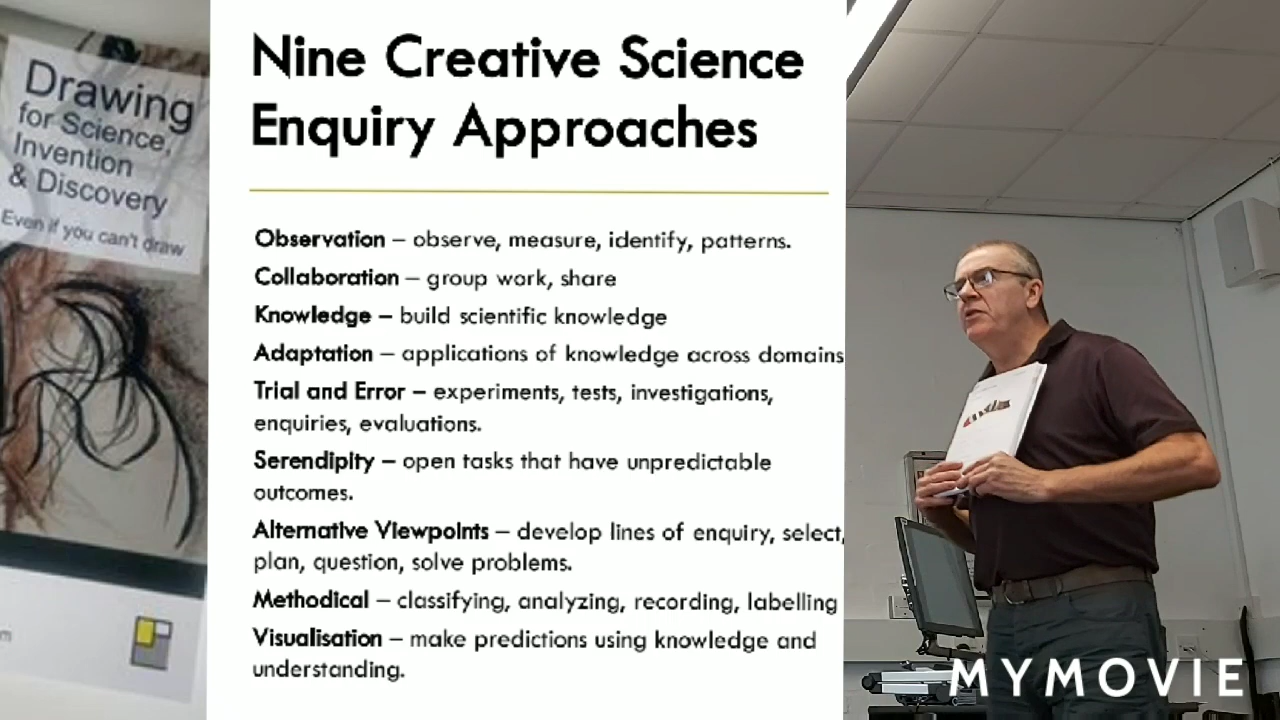 Drawing
for Science,
Invention
& Discovery
Even if you can't draw
Nine Creative Science
Enquiry Approaches
Observation – observe, measure, identify, patterns.
Collaboration – group work, share
Knowledge – build scientific knowledge
Adaptation – applications of knowledge across domains
Trial and Error – experiments, tests, investigations,
enquiries, evaluations.
Serendipity – open tasks that have unpredictable
outcomes.
Alternative Viewpoints – develop lines of enquiry, select,
plan, question, solve problems.
Methodical – classifying, analyzing, recording, labelling
Visualisation – make predictions using knowledge and
understanding.
MYMOVIE